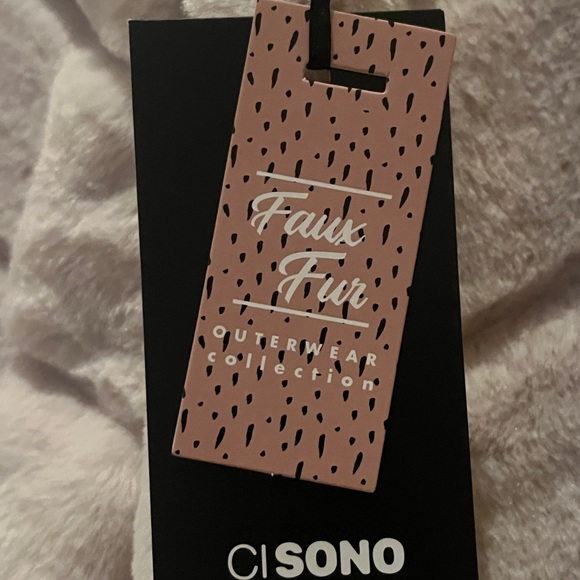 Faux
Fur
OUTERWEAR
collection
CI SONO